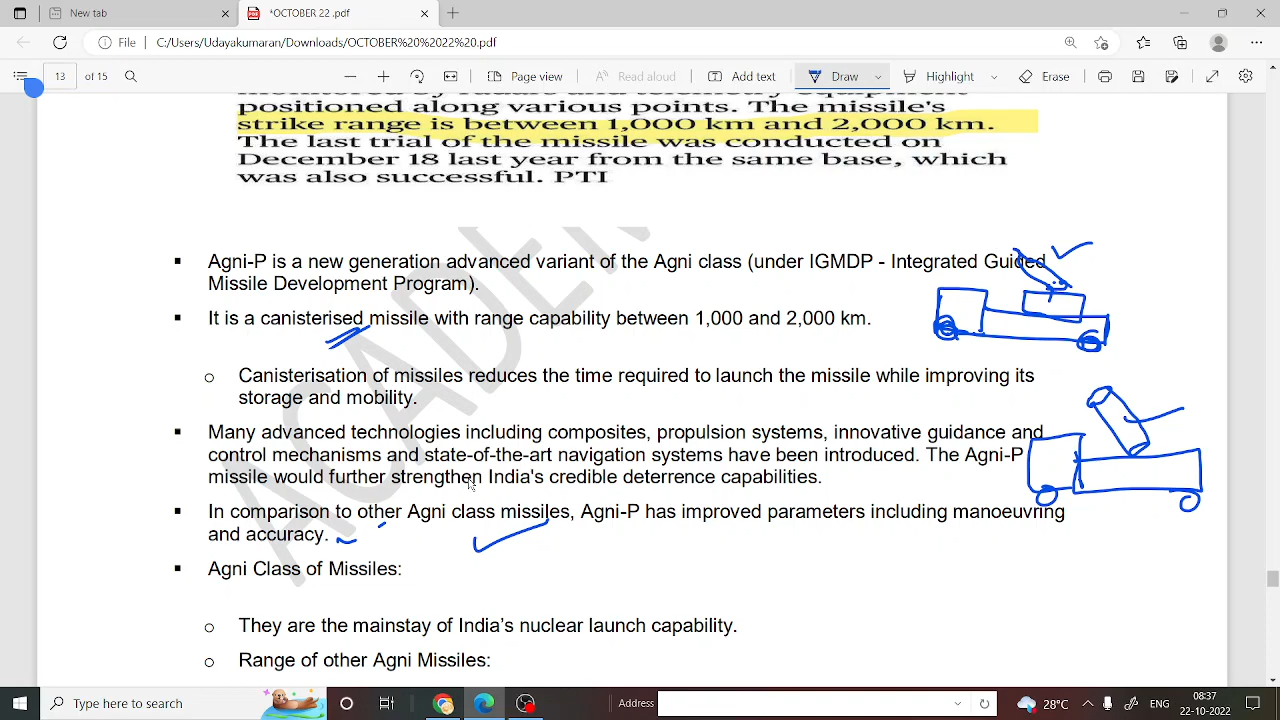 New tab
*OCTOBER 22 .pdf
File C:/Users/Udayakumaran/Downloads/OCTOBER%20%2022%20.pdf
13 of 15 Page view Read aloud Add text Draw Highlight Erase
monitored by radars and telemetry equipment
positioned along various points. The missile's
strike range is between 1,000 km and 2,000 km.
The last trial of the missile was conducted on
December 18 last year from the same base, which
was also successful. PTI
ACADEM
▪ Agni-P is a new generation advanced variant of the Agni class (under IGMDP - Integrated Guided
Missile Development Program).
▪ It is a canisterised missile with range capability between 1,000 and 2,000 km.
o Canisterisation of missiles reduces the time required to launch the missile while improving its
storage and mobility.
▪ Many advanced technologies including composites, propulsion systems, innovative guidance and
control mechanisms and state-of-the-art navigation systems have been introduced. The Agni-P
missile would further strengthen India's credible deterrence capabilities.
▪ In comparison to other Agni class missiles, Agni-P has improved parameters including manoeuvring
and accuracy.
▪ Agni Class of Missiles:
o They are the mainstay of India’s nuclear launch capability.
o Range of other Agni Missiles:
Type here to search
Address
28°C
ENG
08:37
22-10-2022